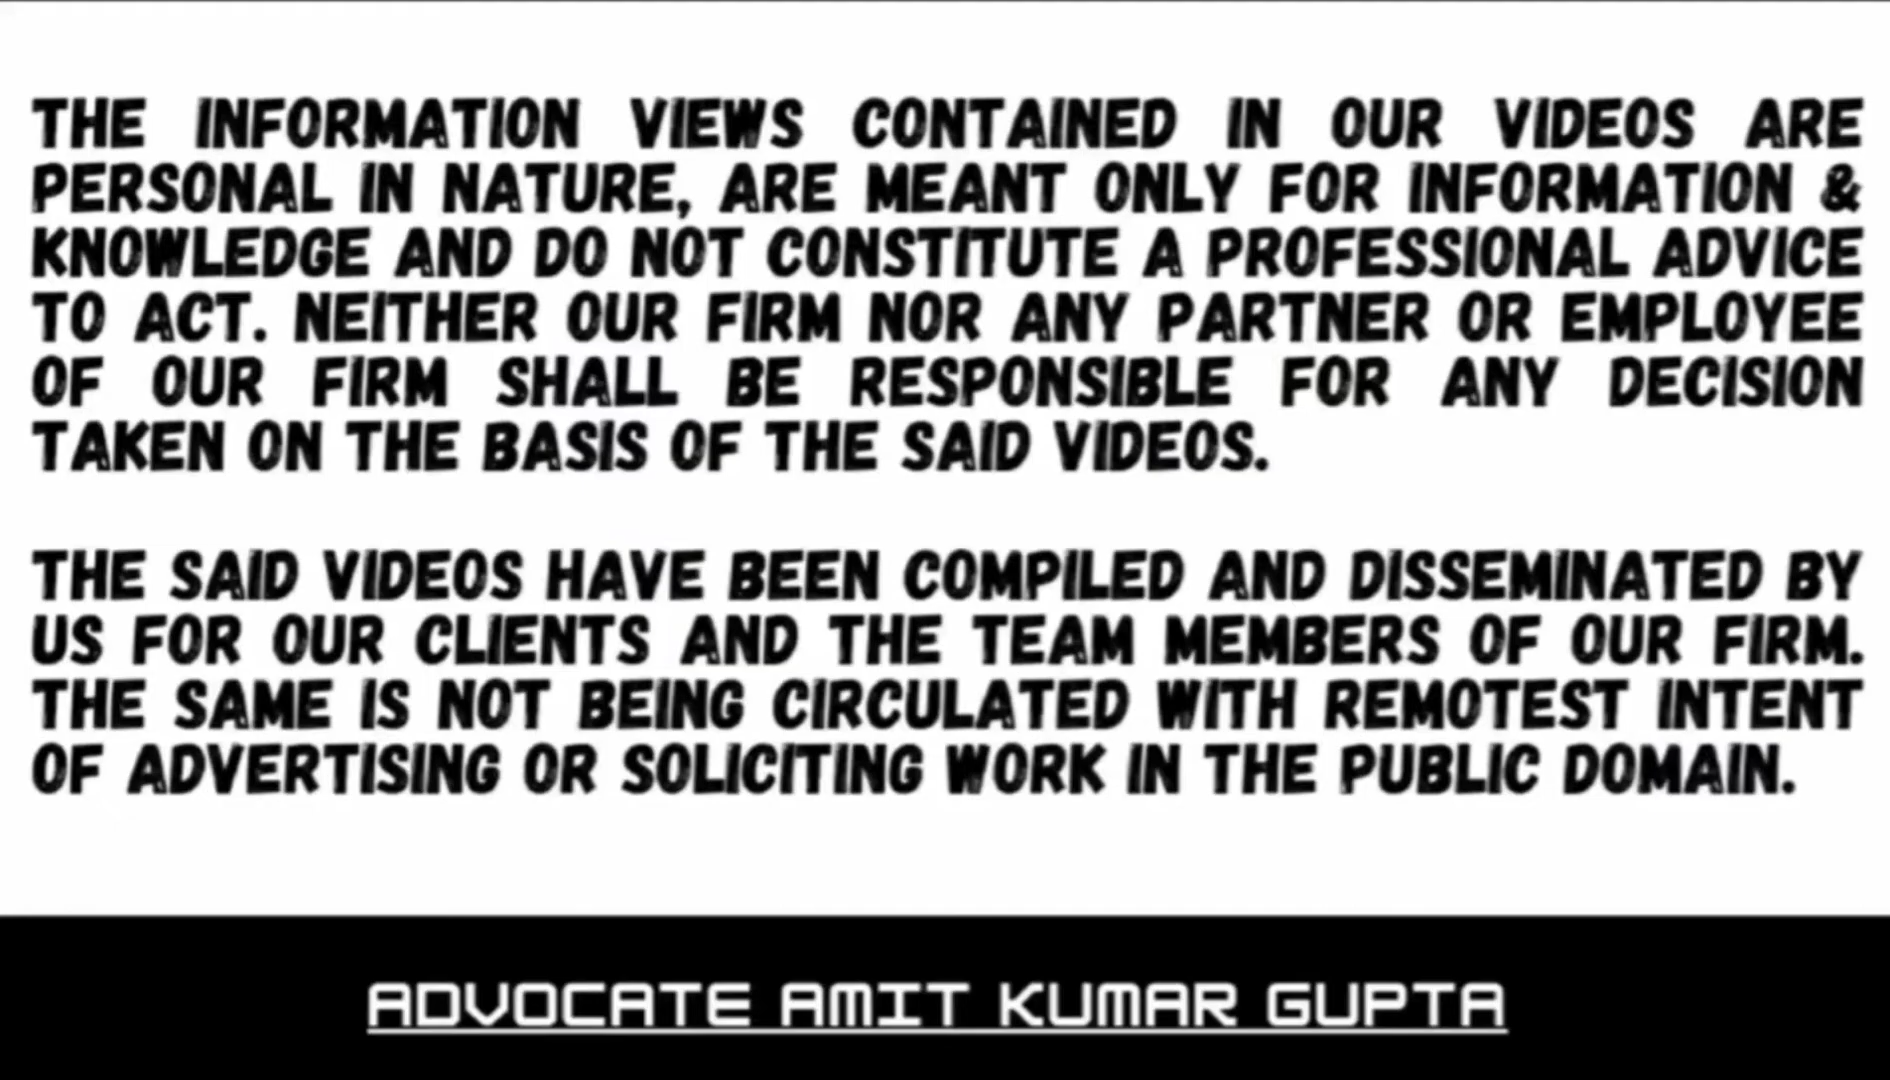 THE INFORMATION VIEWS CONTAINED IN OUR VIDEOS ARE
PERSONAL IN NATURE, ARE MEANT ONLY FOR INFORMATION &
KNOWLEDGE AND DO NOT CONSTITUTE A PROFESSIONAL ADVICE
TO ACT. NEITHER OUR FIRM NOR ANY PARTNER OR EMPLOYEE
OF OUR FIRM SHALL BE RESPONSIBLE FOR ANY DECISION
TAKEN ON THE BASIS OF THE SAID VIDEOS.
THE SAID VIDEOS HAVE BEEN COMPILED AND DISSEMINATED BY
US FOR OUR CLIENTS AND THE TEAM MEMBERS OF OUR FIRM.
THE SAME IS NOT BEING CIRCULATED WITH REMOTEST INTENT
OF ADVERTISING OR SOLICITING WORK IN THE PUBLIC DOMAIN.
ADVOCATE AMIT KUMAR GUPTA